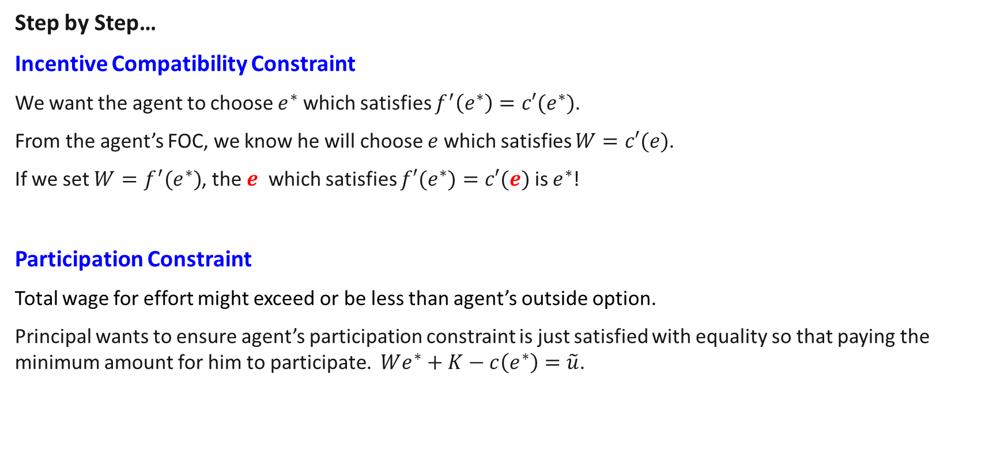 Step by Step…
Incentive Compatibility Constraint
We want the agent to choose e* which satisfies f′(e*) = c′(e*).
From the agent’s FOC, we know he will choose e which satisfies W = c′(e).
If we set W = f′(e*), the e which satisfies f′(e*) = c′(e) is e*!
Participation Constraint
Total wage for effort might exceed or be less than agent’s outside option.
Principal wants to ensure agent’s participation constraint is just satisfied with equality so that paying the
minimum amount for him to participate. We* + K − c(e*) = ũ.